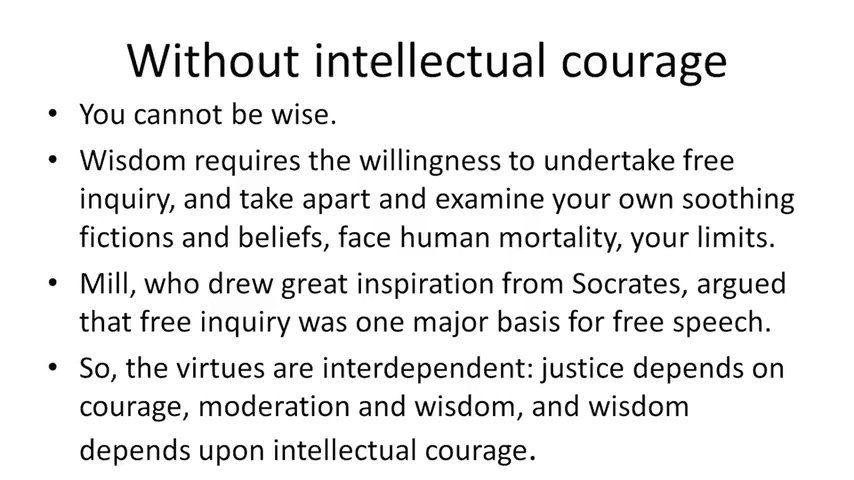 Without intellectual courage
• You cannot be wise.
• Wisdom requires the willingness to undertake free
inquiry, and take apart and examine your own soothing
fictions and beliefs, face human mortality, your limits.
• Mill, who drew great inspiration from Socrates, argued
that free inquiry was one major basis for free speech.
• So, the virtues are interdependent: justice depends on
courage, moderation and wisdom, and wisdom
depends upon intellectual courage.